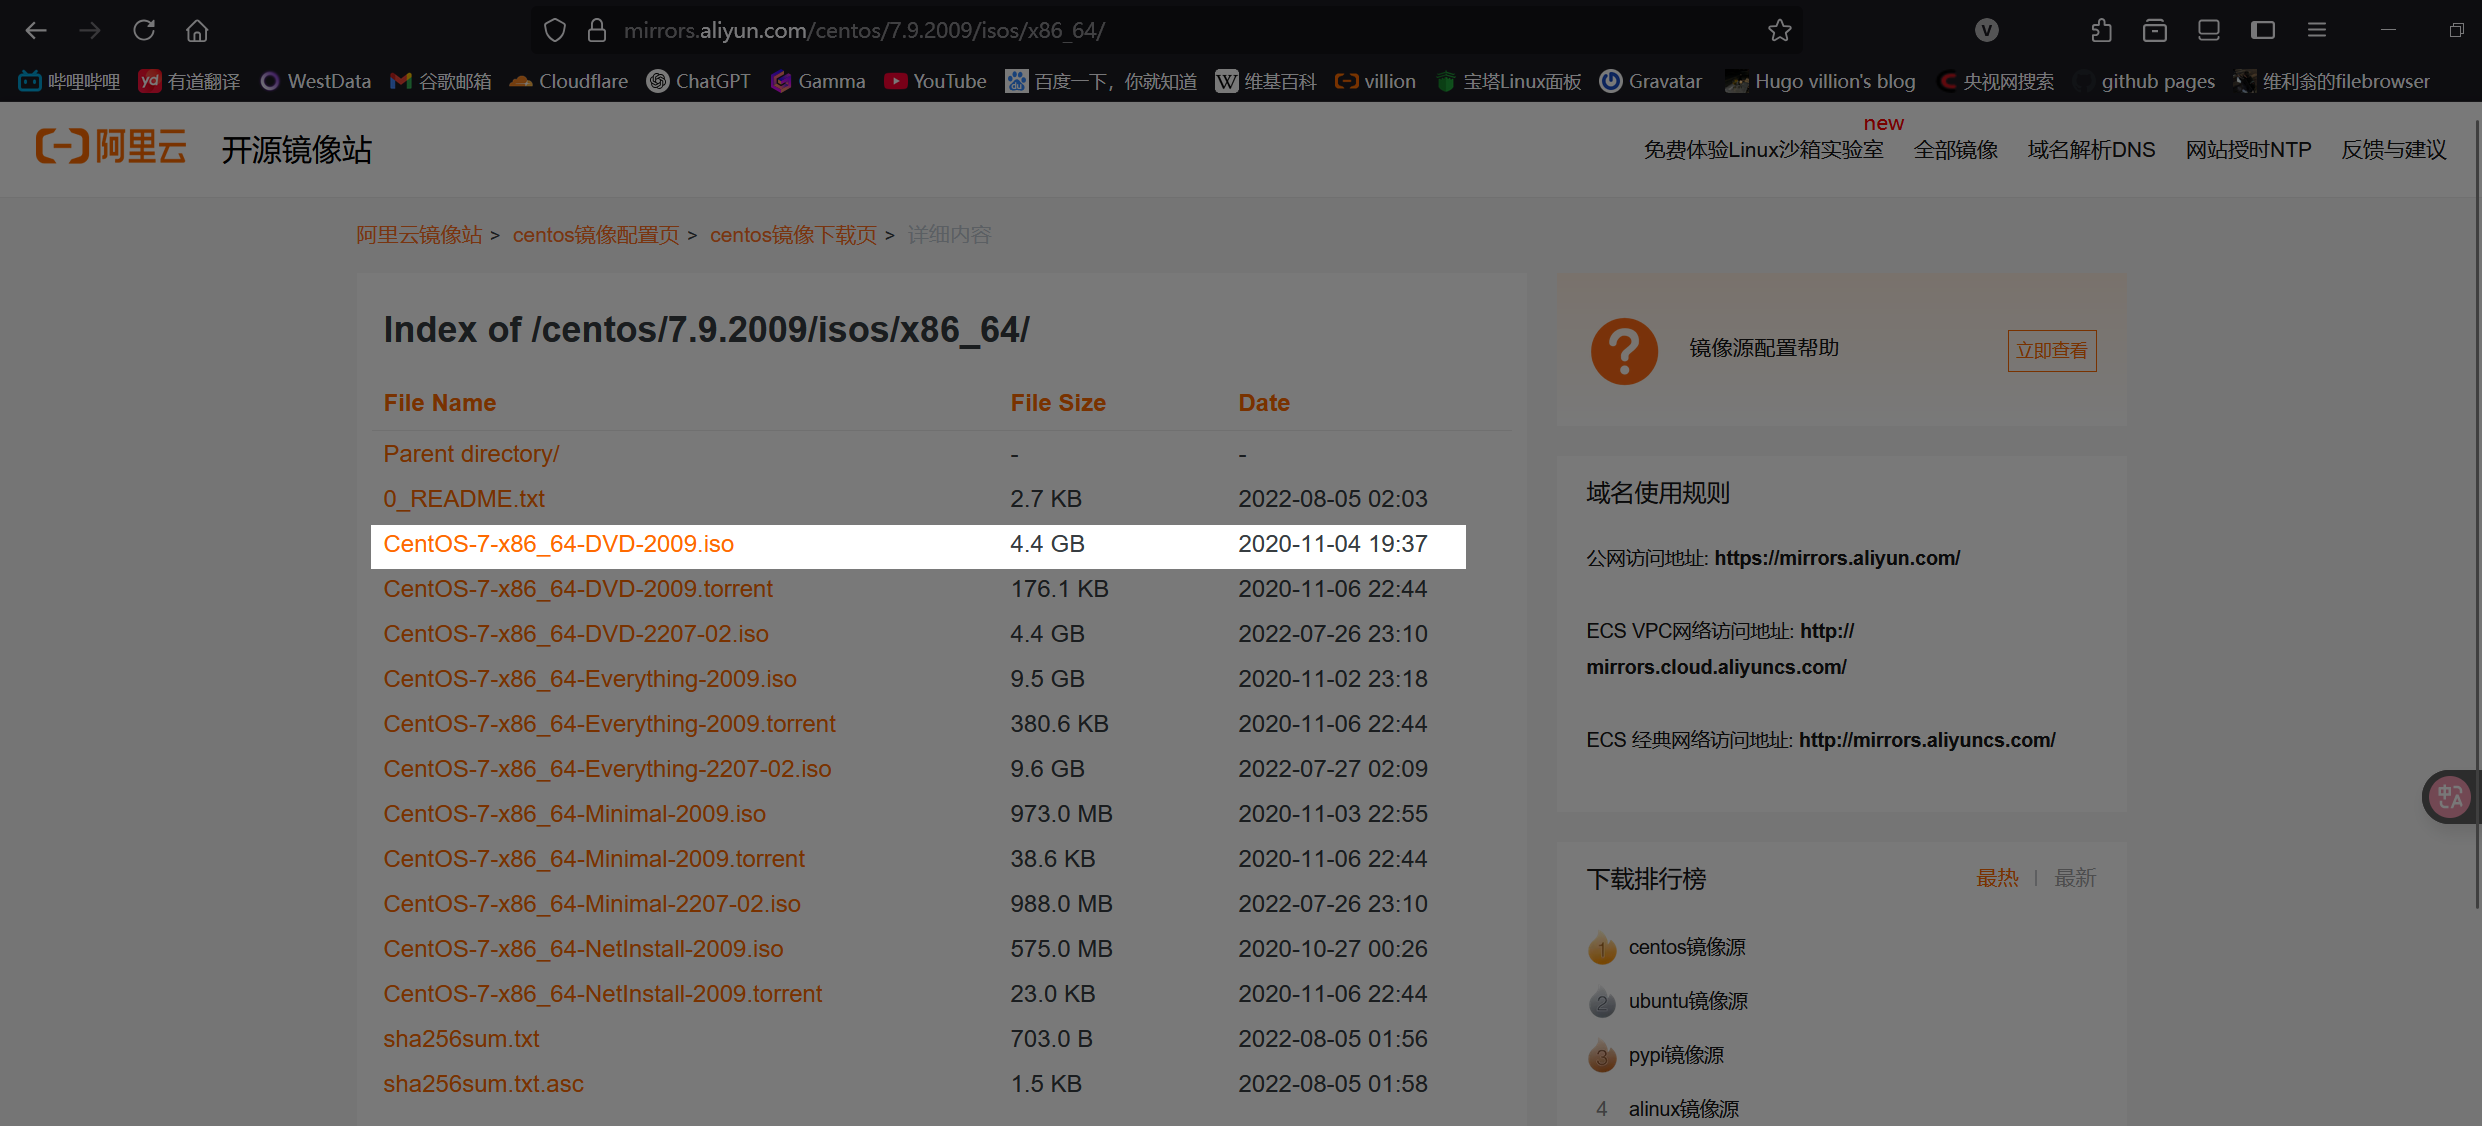 mirrors.aliyun.com/centos/7.9.2009/isos/x86_64/
V
哔哩哔哩 yd 有道翻译 WestData 谷歌邮箱 Cloudflare ChatGPT Gamma YouTube du 百度一下，你就知道 W 维基百科 villion 宝塔Linux面板 Gravatar Hugo villion's blog 央视网搜索 github pages 维利翁的filebrowser
阿里云 开源镜像站
new
免费体验Linux沙箱实验室 全部镜像 域名解析DNS 网站授时NTP 反馈与建议
阿里云镜像站 > centos镜像配置页 > centos镜像下载页 > 详细内容
Index of /centos/7.9.2009/isos/x86_64/
File Name File Size Date
Parent directory/ - -
0_README.txt 2.7 KB 2022-08-05 02:03
CentOS-7-x86_64-DVD-2009.iso 4.4 GB 2020-11-04 19:37
CentOS-7-x86_64-DVD-2009.torrent 176.1 KB 2020-11-06 22:44
CentOS-7-x86_64-DVD-2207-02.iso 4.4 GB 2022-07-26 23:10
CentOS-7-x86_64-Everything-2009.iso 9.5 GB 2020-11-02 23:18
CentOS-7-x86_64-Everything-2009.torrent 380.6 KB 2020-11-06 22:44
CentOS-7-x86_64-Everything-2207-02.iso 9.6 GB 2022-07-27 02:09
CentOS-7-x86_64-Minimal-2009.iso 973.0 MB 2020-11-03 22:55
CentOS-7-x86_64-Minimal-2009.torrent 38.6 KB 2020-11-06 22:44
CentOS-7-x86_64-Minimal-2207-02.iso 988.0 MB 2022-07-26 23:10
CentOS-7-x86_64-NetInstall-2009.iso 575.0 MB 2020-10-27 00:26
CentOS-7-x86_64-NetInstall-2009.torrent 23.0 KB 2020-11-06 22:44
sha256sum.txt 703.0 B 2022-08-05 01:56
sha256sum.txt.asc 1.5 KB 2022-08-05 01:58
? 镜像源配置帮助 立即查看
域名使用规则
公网访问地址: https://mirrors.aliyun.com/
ECS VPC网络访问地址: http://
mirrors.cloud.aliyuncs.com/
ECS 经典网络访问地址: http://mirrors.aliyuncs.com/
中A
下载排行榜 最热 | 最新
1 centos镜像源
2 ubuntu镜像源
3 pypi镜像源
4 alinux镜像源